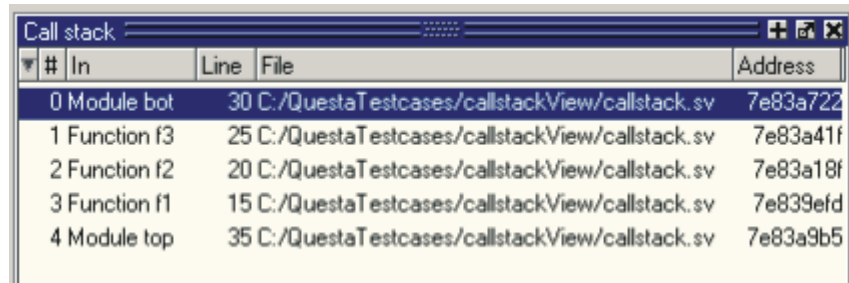 Call stack
# In Line File Address
0 Module bot 30 C:/QuestaTestcases/callstackView/callstack.sv 7e83a722
1 Function f3 25 C:/QuestaTestcases/callstackView/callstack.sv 7e83a41f
2 Function f2 20 C:/QuestaTestcases/callstackView/callstack.sv 7e83a18f
3 Function f1 15 C:/QuestaTestcases/callstackView/callstack.sv 7e839efd
4 Module top 35 C:/QuestaTestcases/callstackView/callstack.sv 7e83a9b5